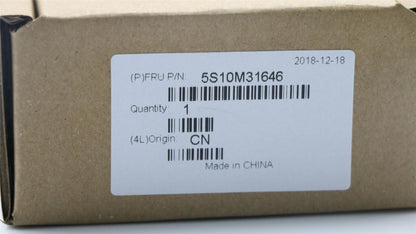 2018-12-18
(P)FRU P/N: 5S10M31646
Quantity: 1
(4L)Origin: CN
Made in CHINA